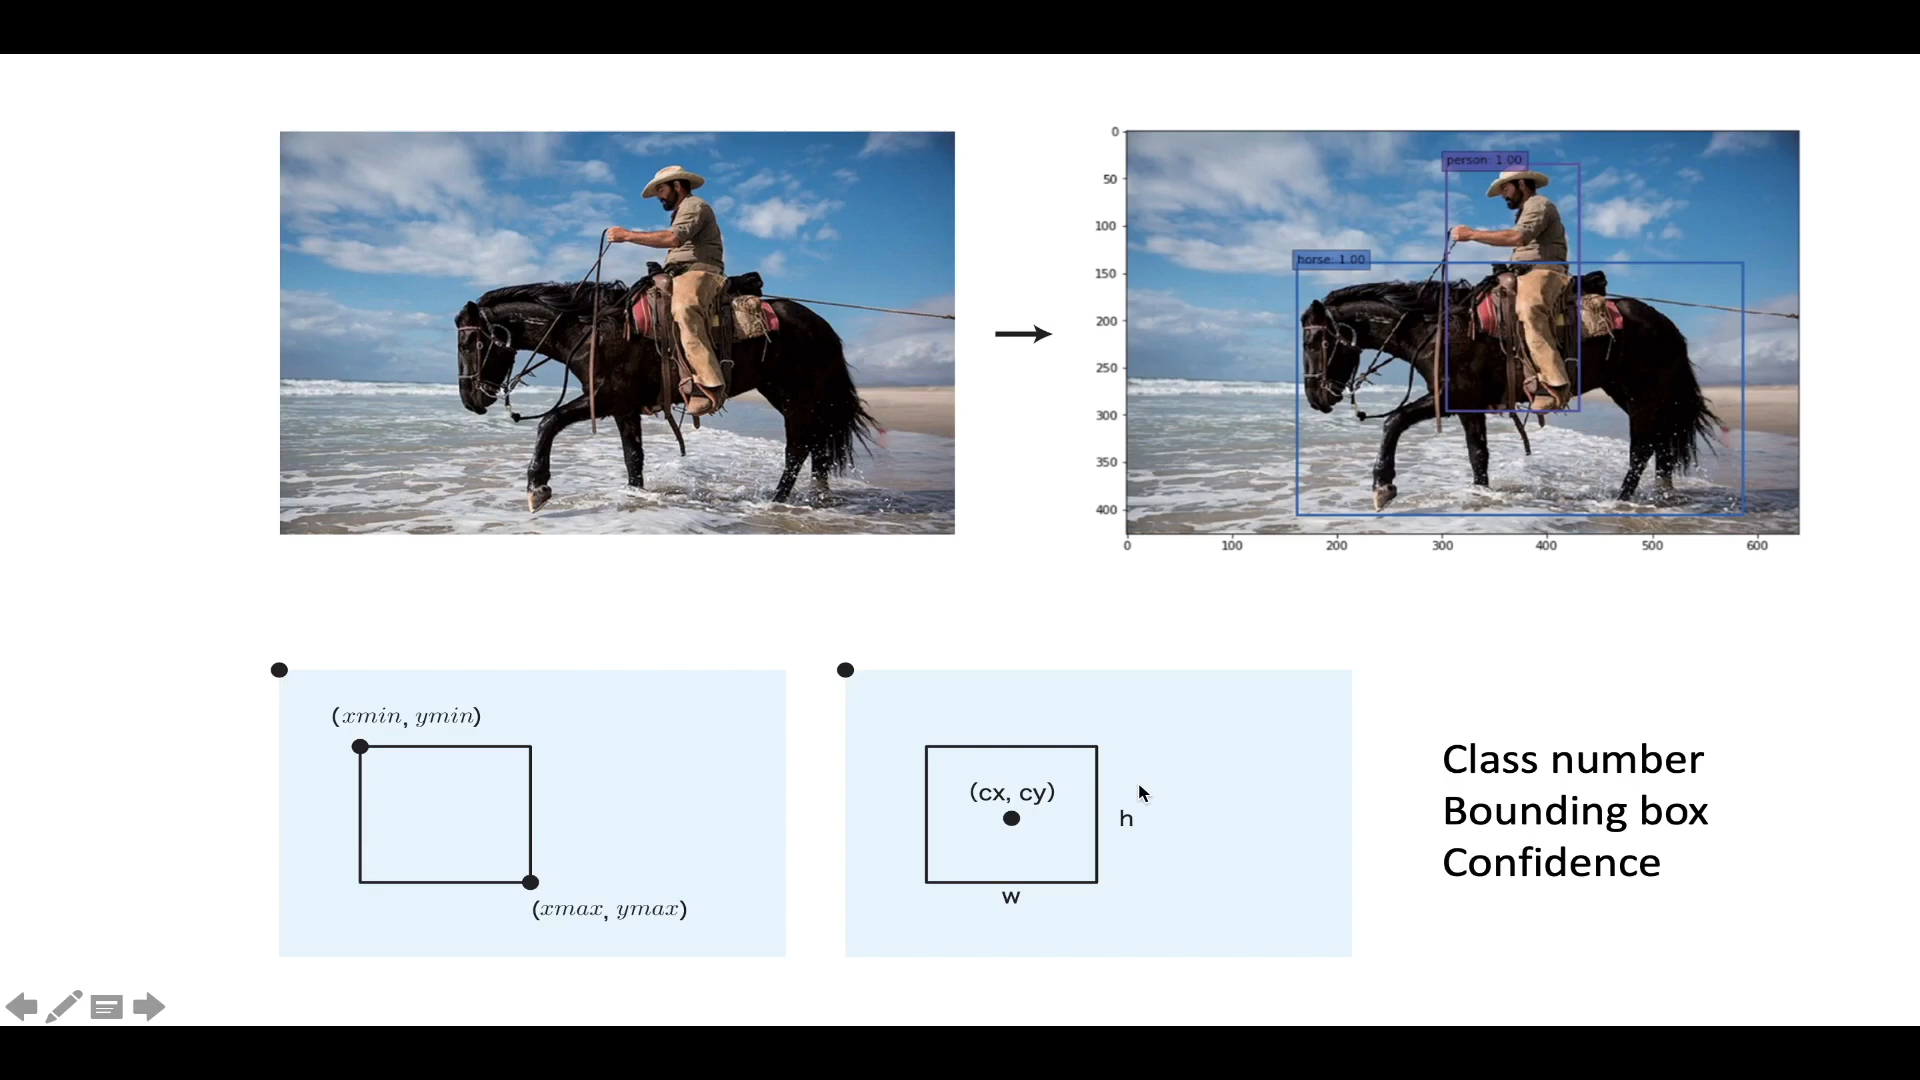 person: 1.00
horse: 1.00
0
50
100
150
200
250
300
350
400
0 100 200 300 400 500 600
(xmin, ymin)
(xmax, ymax)
(cx, cy)
h
w
Class number
Bounding box
Confidence